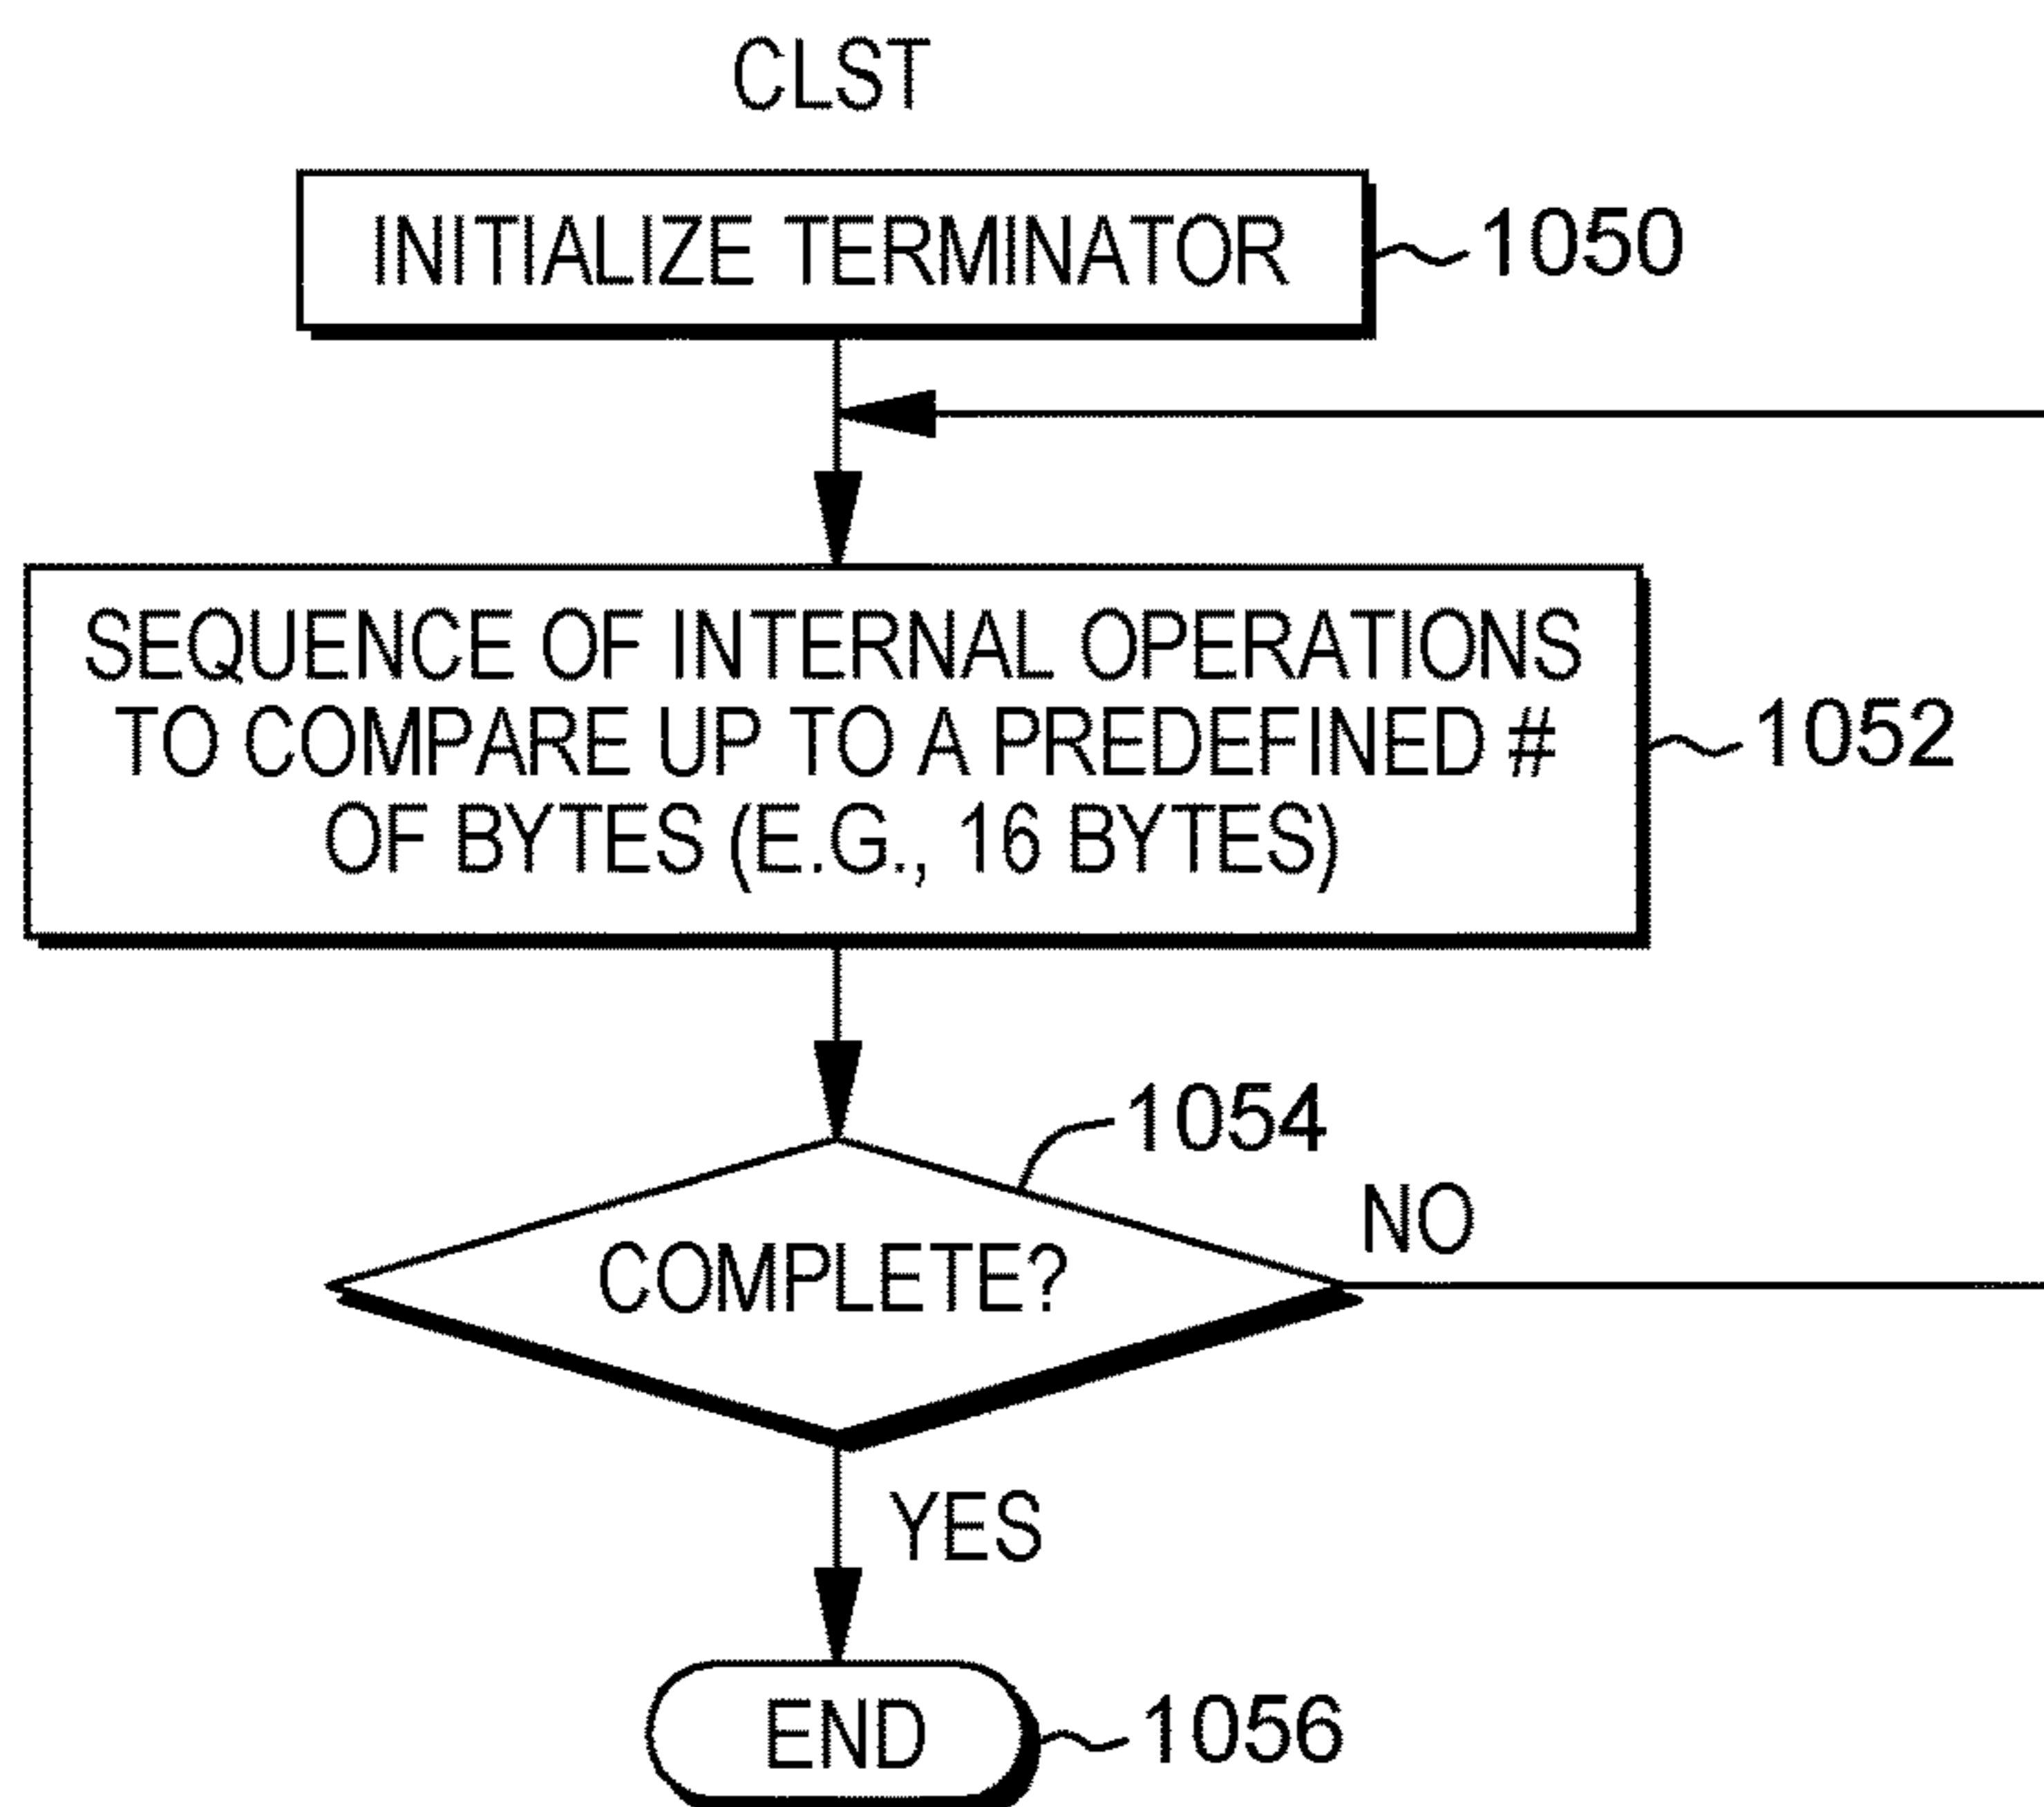 CLST
INITIALIZE TERMINATOR
1050
SEQUENCE OF INTERNAL OPERATIONS
TO COMPARE UP TO A PREDEFINED #
OF BYTES (E.G., 16 BYTES)
1052
1054
COMPLETE?
NO
YES
END
1056